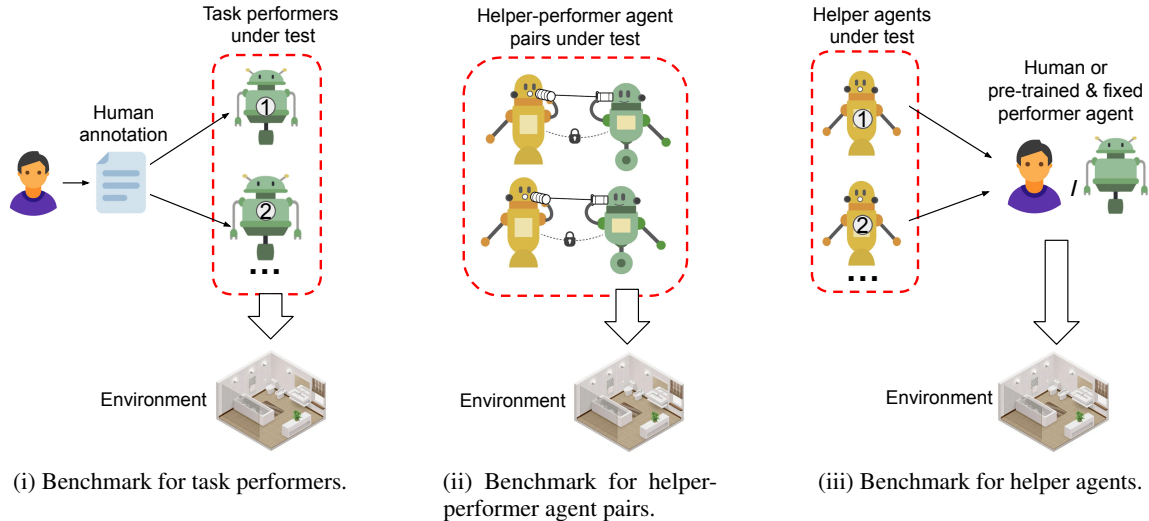 Task performers
under test
Human
annotation
1
2
...
Environment
(i) Benchmark for task performers.
Helper-performer agent
pairs under test
Environment
(ii) Benchmark for helper-
performer agent pairs.
Helper agents
under test
1
2
...
Human or
pre-trained & fixed
performer agent
/
Environment
(iii) Benchmark for helper agents.